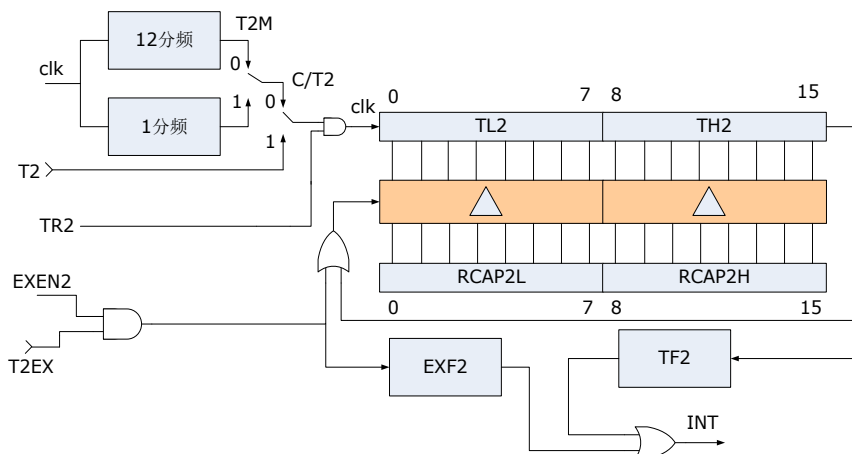 T2M
12分频
0
clk
C/T2
1
0
1分频
1
T2
TR2
clk
0 7 8 15
TL2 TH2
RCAP2L RCAP2H
0 7 8 15
EXEN2
T2EX
EXF2
TF2
INT